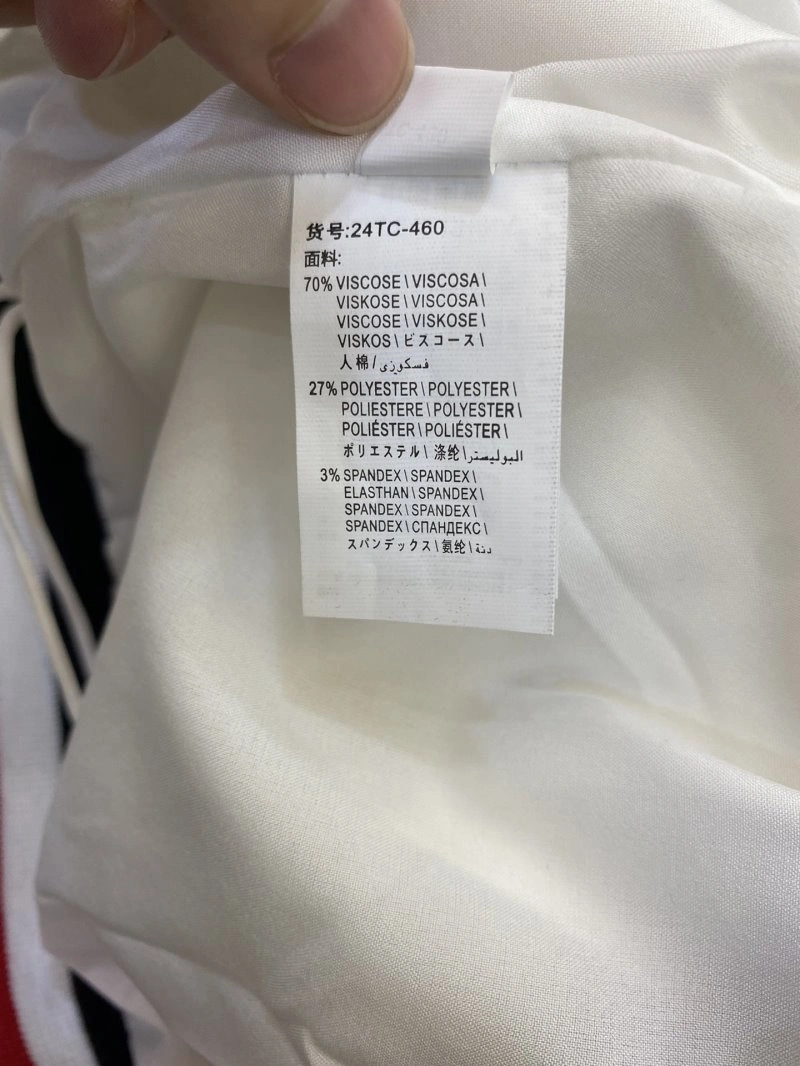 货号:24TC-460
面料:
70% VISCOSE\VISCOSA\
VISKOSE\VISCOSA\
VISCOSE\VISKOSE\
VISKOS\ビスコース\
人棉/فسكوزى
27% POLYESTER\POLYESTER\
POLIESTERE\POLYESTER\
POLIÉSTER\POLIÉSTER\
ポリエステル\涤纶\البوليستر
3% SPANDEX\SPANDEX\
ELASTHAN\SPANDEX\
SPANDEX\SPANDEX\
SPANDEX\СПАНДЕКС\
スパンデックス\氨纶\دنة